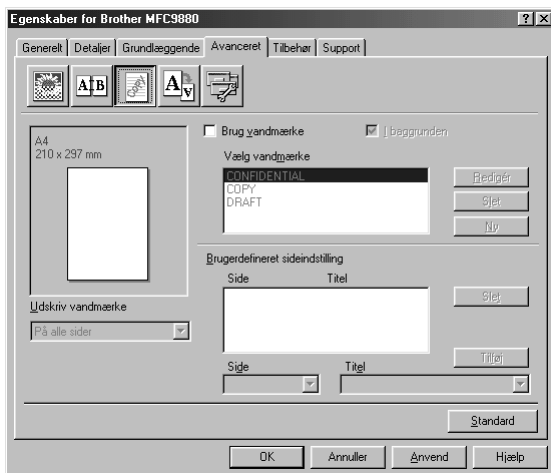 Egenskaber for Brother MFC9880
Generelt Detaljer Grundlæggende Avanceret Tilbehør Support
A B COPY A A
A4
210 x 297 mm
Udskriv vandmærke
På alle sider
Brug vandmærke I baggrunden
Vælg vandmærke
CONFIDENTIAL
COPY
DRAFT
Redigér
Slet
Ny
Brugerdefineret sideindstilling
Side Titel
Slet
Tilføj
Side Titel
Standard
OK Annuller Anvend Hjælp